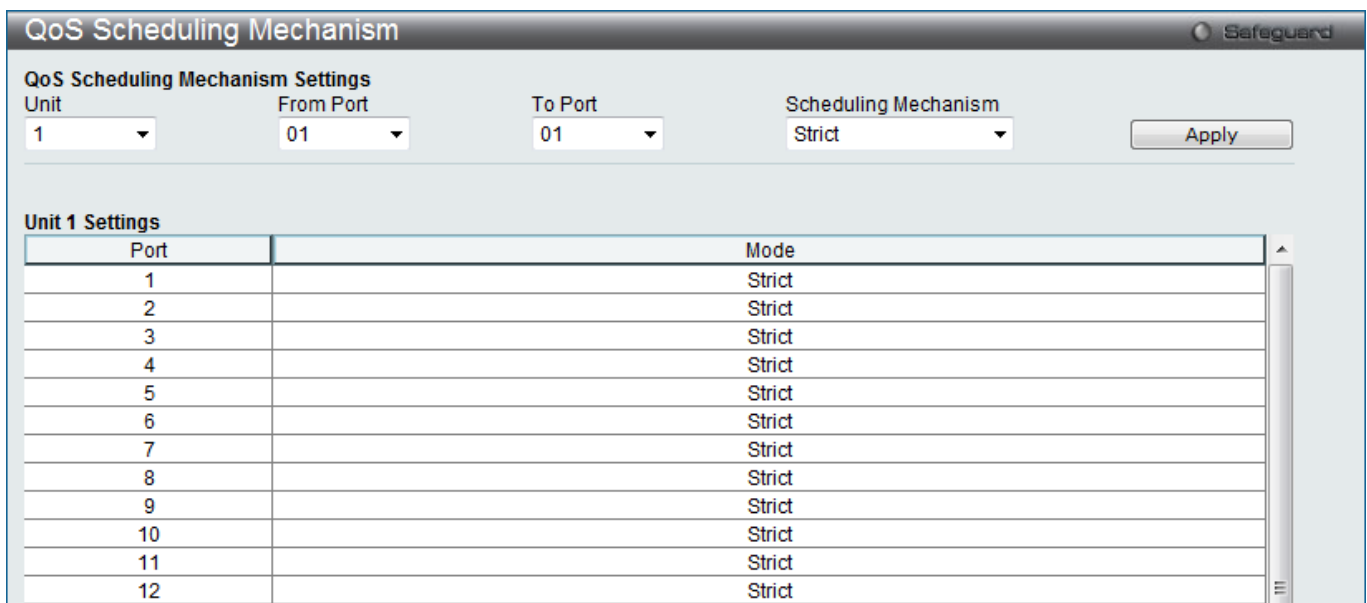 QoS Scheduling Mechanism
Safeguard
QoS Scheduling Mechanism Settings
Unit From Port To Port Scheduling Mechanism
1 01 01 Strict Apply
Unit 1 Settings
Port Mode
1 Strict
2 Strict
3 Strict
4 Strict
5 Strict
6 Strict
7 Strict
8 Strict
9 Strict
10 Strict
11 Strict
12 Strict